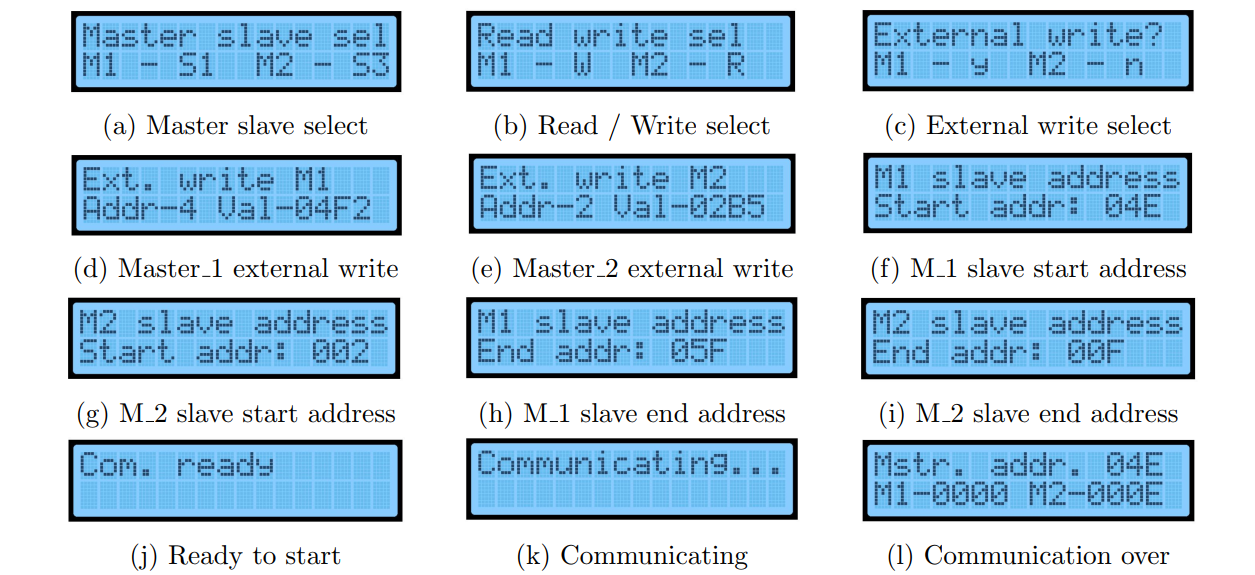 Master slave sel
M1 - S1  M2 - S3
(a) Master slave select
Read write sel
M1 - W  M2 - R
(b) Read / Write select
External write?
M1 - y  M2 - n
(c) External write select
Ext. write M1
Addr-4 Val-04F2
(d) Master_1 external write
Ext. write M2
Addr-2 Val-02B5
(e) Master_2 external write
M1 slave address
Start addr: 04E
(f) M_1 slave start address
M2 slave address
Start addr: 002
(g) M_2 slave start address
M1 slave address
End addr: 05F
(h) M_1 slave end address
M2 slave address
End addr: 00F
(i) M_2 slave end address
Com. ready
(j) Ready to start
Communicating...
(k) Communicating
Mstr. addr. 04E
M1-0000 M2-000E
(l) Communication over